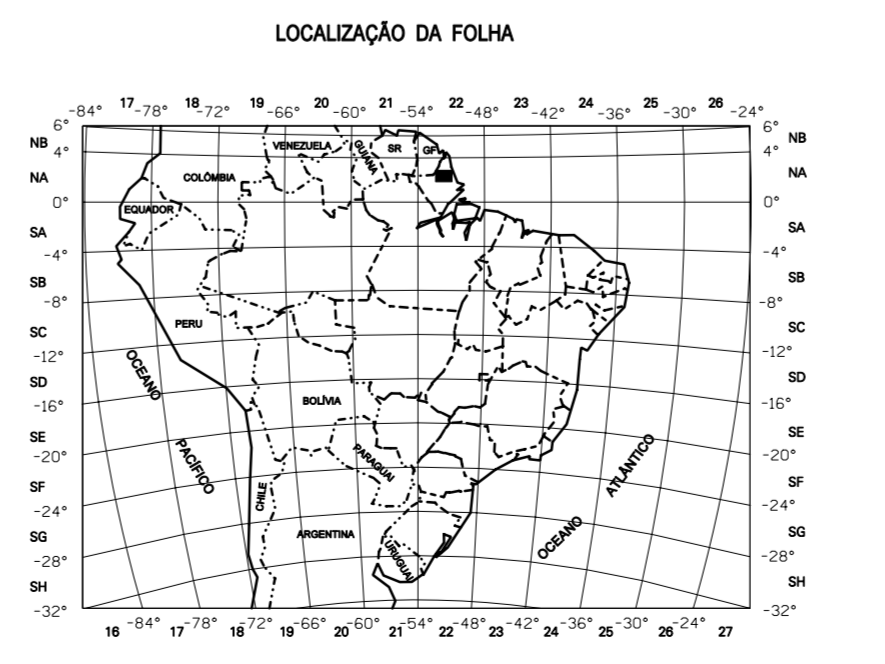 LOCALIZAÇÃO DA FOLHA
17 18 19 20 21 22 23 24 25 26
-84° -78° -72° -66° -60° -54° -48° -42° -36° -30° -24°
6° 6°
NB VENEZUELA GUIANA SR GF NB
4° 4°
NA COLÔMBIA NA
0° 0°
EQUADOR
SA SA
-4° -4°
SB SB
-8° -8°
PERU
SC SC
-12° -12°
OCEANO
SD SD
-16° BOLÍVIA -16°
SE SE
-20° PACÍFICO PARAGUAI ATLÂNTICO -20°
SF CHILE SF
-24° -24°
SG ARGENTINA OCEANO SG
-28° URUGUAI -28°
SH SH
-32° -32°
-84° -78° -72° -66° -60° -54° -48° -42° -36° -30° -24°
16 17 18 19 20 21 22 23 24 25 26 27